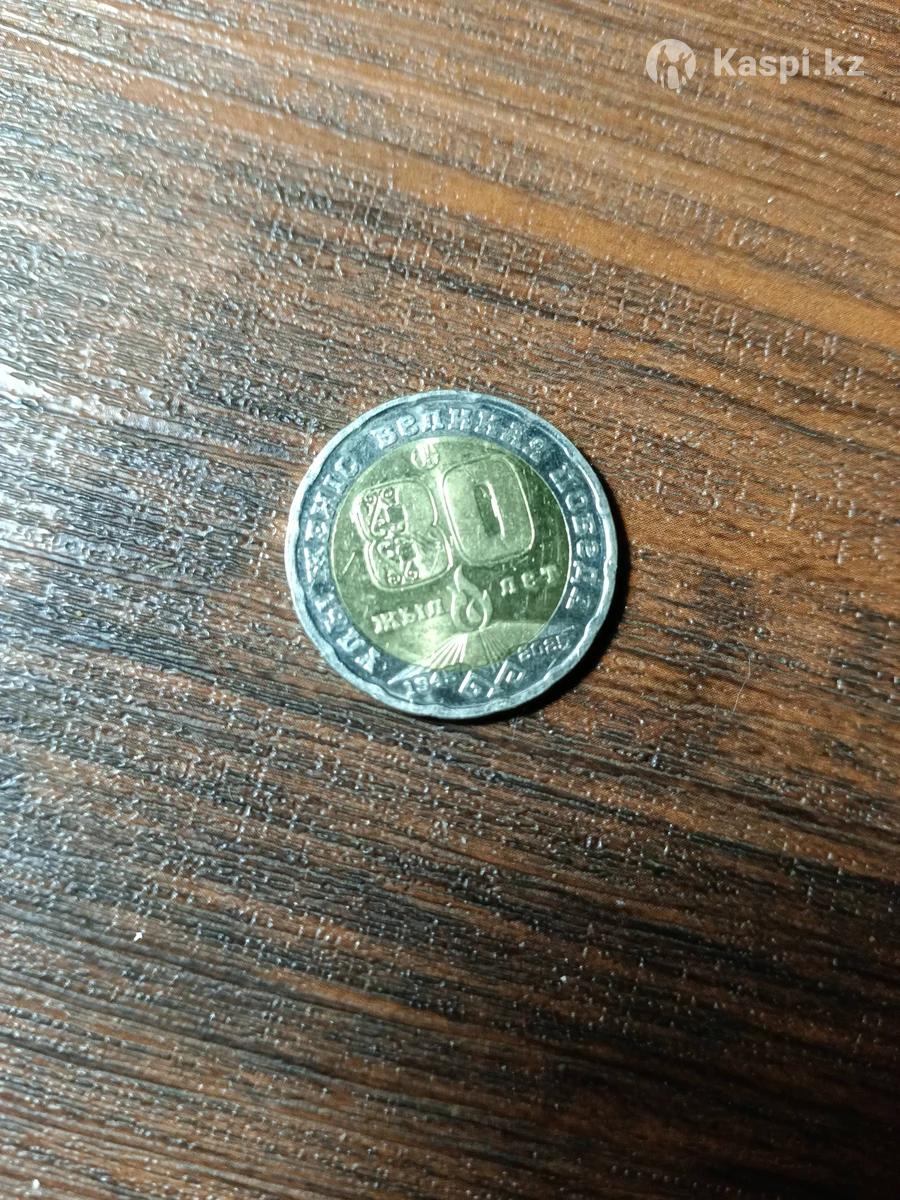 Kaspi.kz
ҰЛЫ ЖЕҢІС ВЕЛИКАЯ ПОБЕДА
80
ЖЫЛ ЛЕТ
1945 2025